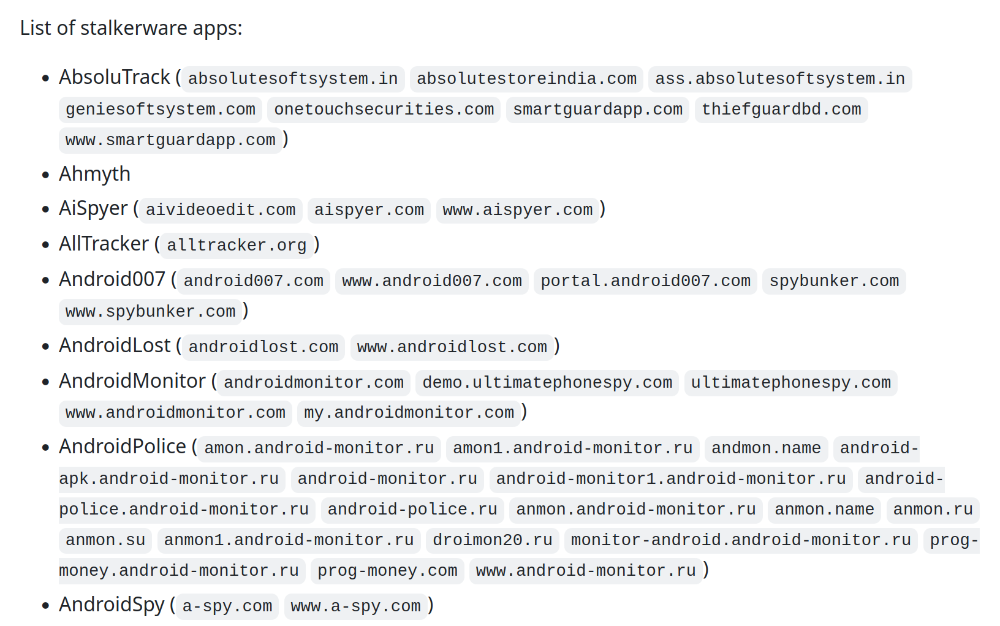 List of stalkerware apps:
• AbsoluTrack ( absolutesoftsystem.in absolutestoreindia.com ass.absolutesoftsystem.in
geniesoftsystem.com onetouchsecurities.com smartguardapp.com thiefguardbd.com
www.smartguardapp.com )
• Ahmyth
• AiSpyer ( aivideoedit.com aispyer.com www.aispyer.com )
• AllTracker ( alltracker.org )
• Android007 ( android007.com www.android007.com portal.android007.com spybunker.com
www.spybunker.com )
• AndroidLost ( androidlost.com www.androidlost.com )
• AndroidMonitor ( androidmonitor.com demo.ultimatephonespy.com ultimatephonespy.com
www.androidmonitor.com my.androidmonitor.com )
• AndroidPolice ( amon.android-monitor.ru amon1.android-monitor.ru andmon.name android-
apk.android-monitor.ru android-monitor.ru android-monitor1.android-monitor.ru android-
police.android-monitor.ru android-police.ru anmon.android-monitor.ru anmon.name anmon.ru
anmon.su anmon1.android-monitor.ru droimon20.ru monitor-android.android-monitor.ru prog-
money.android-monitor.ru prog-money.com www.android-monitor.ru )
• AndroidSpy ( a-spy.com www.a-spy.com )